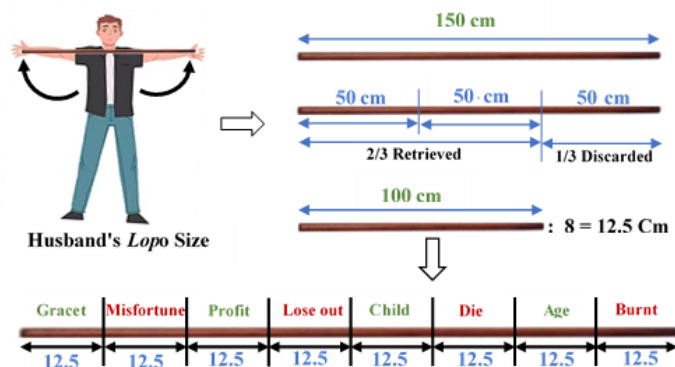 150 cm
50 cm 50 cm 50 cm
2/3 Retrieved 1/3 Discarded
Husband's Lopo Size
100 cm
: 8 = 12.5 Cm
Gracet Misfortune Profit Lose out Child Die Age Burnt
12.5 12.5 12.5 12.5 12.5 12.5 12.5 12.5